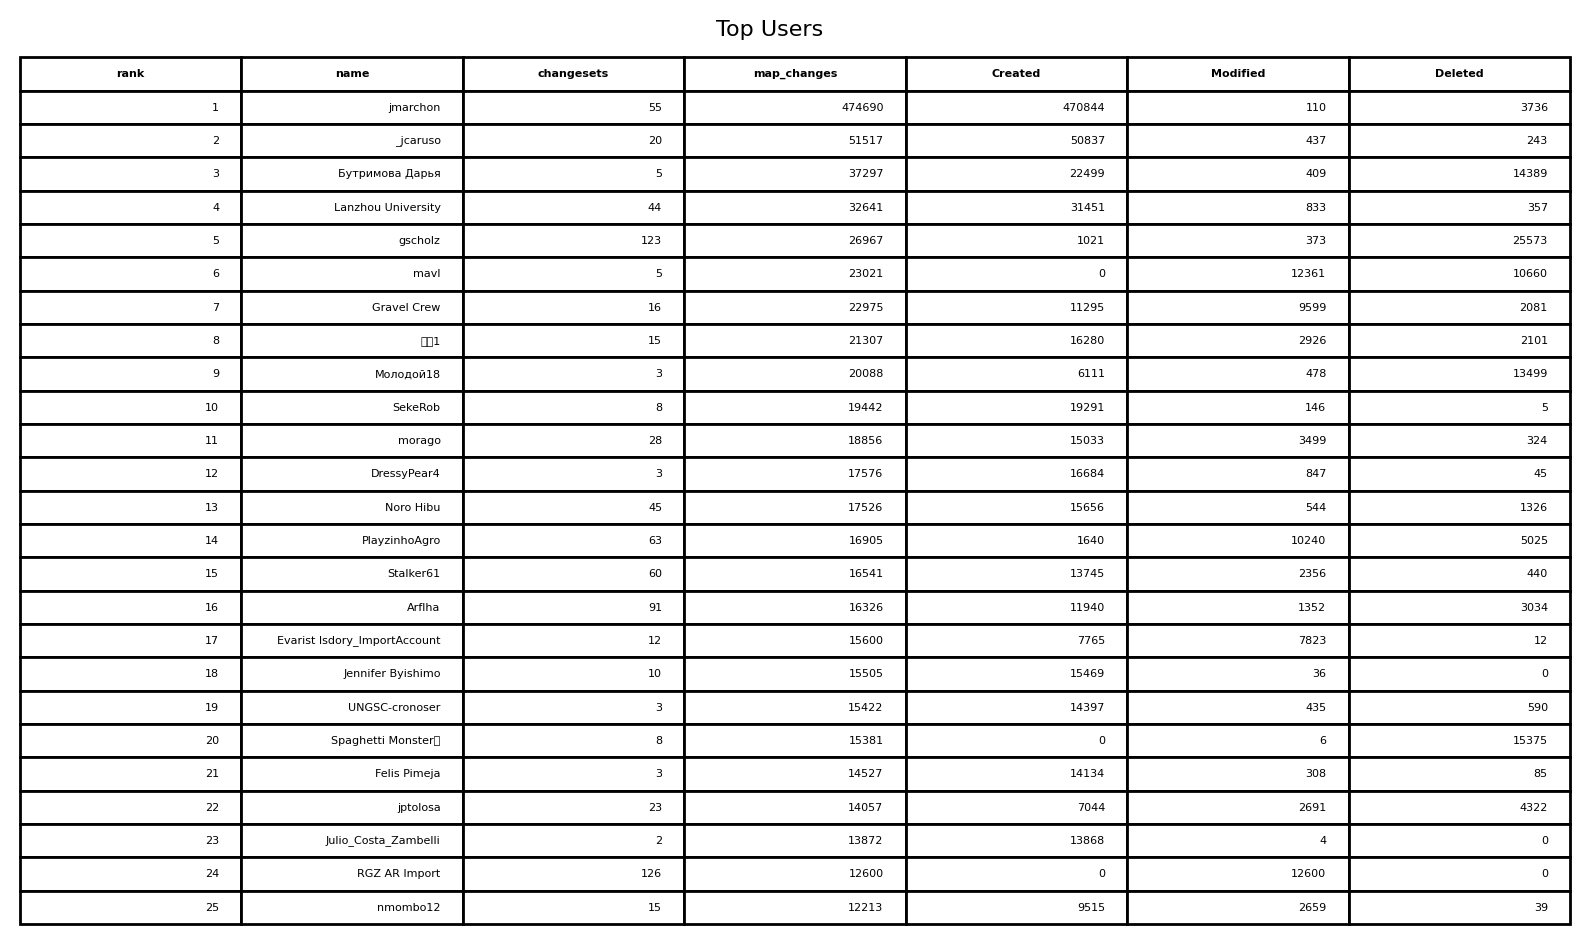 Top Users
rank name changesets map_changes Created Modified Deleted
1 jmarchon 55 474690 470844 110 3736
2 _jcaruso 20 51517 50837 437 243
3 Бутримова Дарья 5 37297 22499 409 14389
4 Lanzhou University 44 32641 31451 833 357
5 gscholz 123 26967 1021 373 25573
6 mavl 5 23021 0 12361 10660
7 Gravel Crew 16 22975 11295 9599 2081
8 1 15 21307 16280 2926 2101
9 Молодой18 3 20088 6111 478 13499
10 SekeRob 8 19442 19291 146 5
11 morago 28 18856 15033 3499 324
12 DressyPear4 3 17576 16684 847 45
13 Noro Hibu 45 17526 15656 544 1326
14 PlayzinhoAgro 63 16905 1640 10240 5025
15 Stalker61 60 16541 13745 2356 440
16 Arflha 91 16326 11940 1352 3034
17 Evarist Isdory_ImportAccount 12 15600 7765 7823 12
18 Jennifer Byishimo 10 15505 15469 36 0
19 UNGSC-cronoser 3 15422 14397 435 590
20 Spaghetti Monster 8 15381 0 6 15375
21 Felis Pimeja 3 14527 14134 308 85
22 jptolosa 23 14057 7044 2691 4322
23 Julio_Costa_Zambelli 2 13872 13868 4 0
24 RGZ AR Import 126 12600 0 12600 0
25 nmombo12 15 12213 9515 2659 39